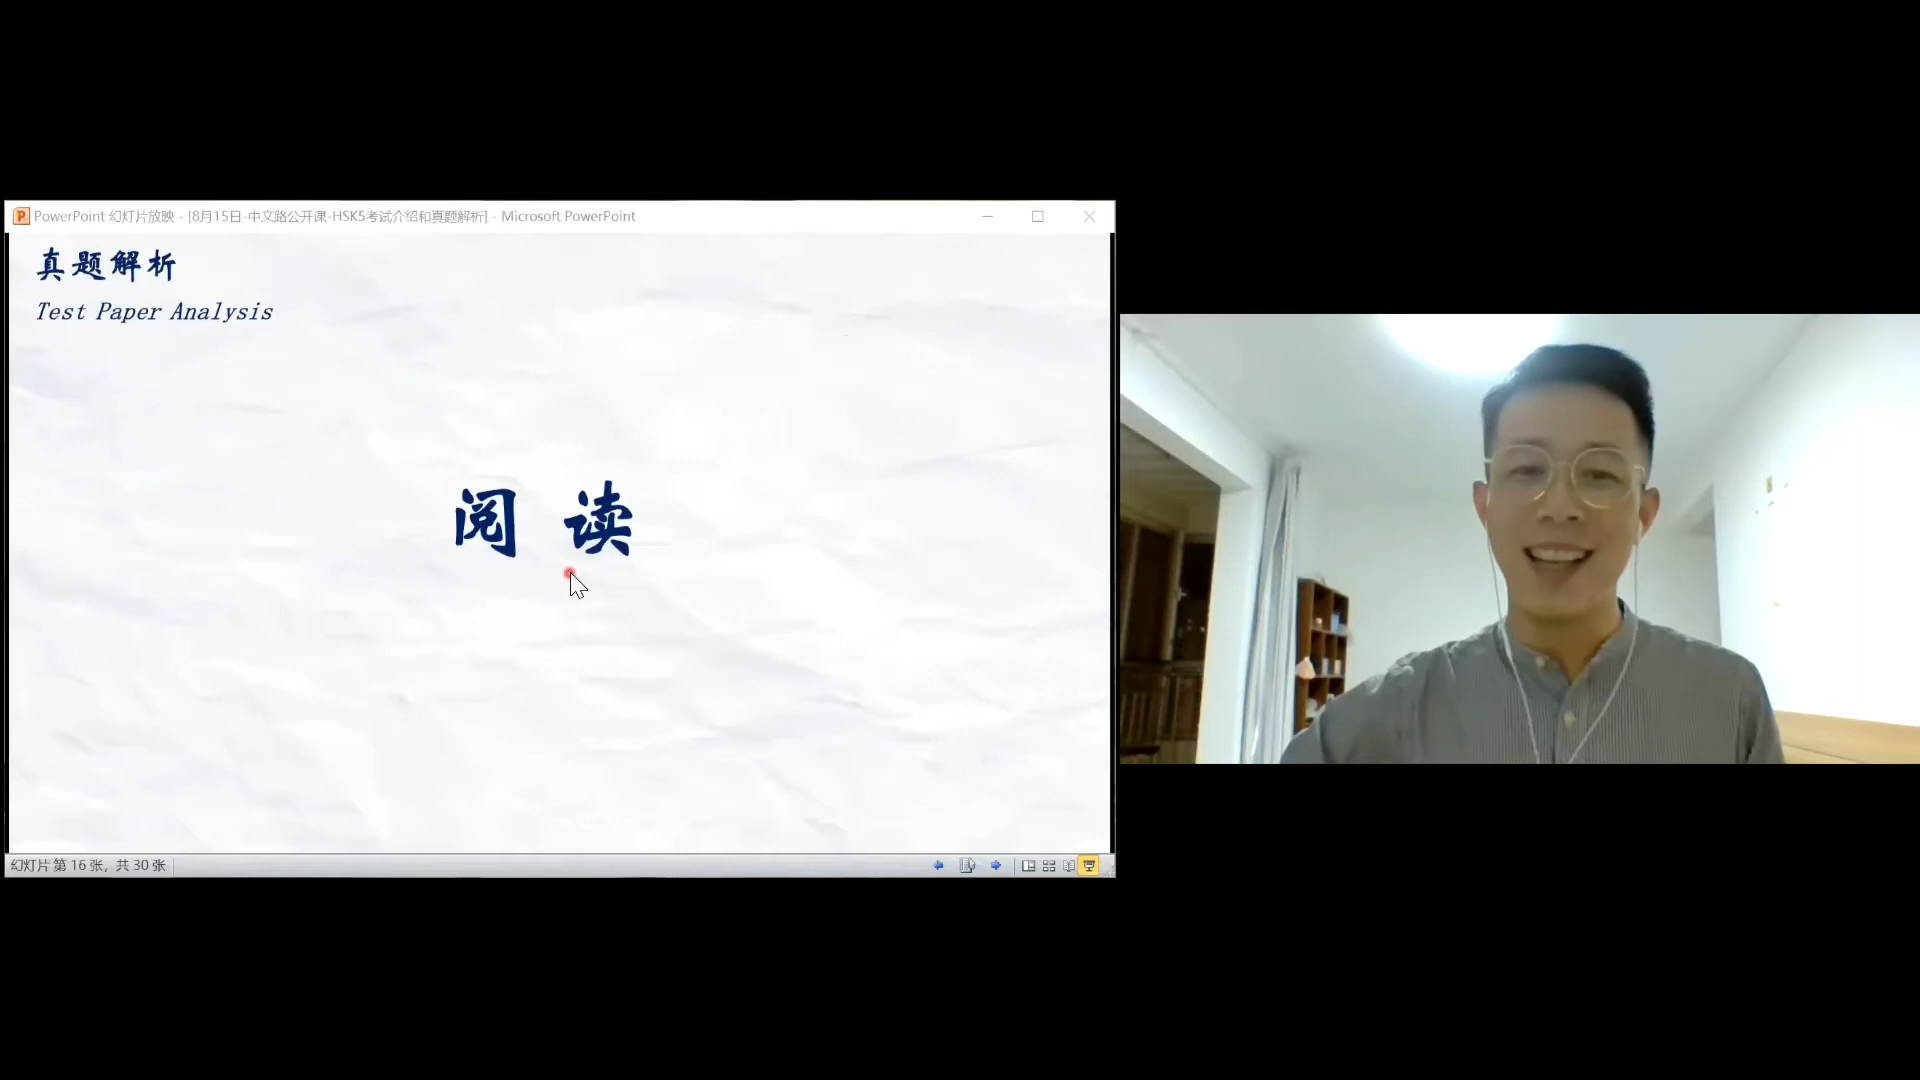 PowerPoint 幻灯片放映 - [8月15日-中文路公开课-HSK5考试介绍和真题解析] - Microsoft PowerPoint
真题解析
Test Paper Analysis
阅 读
幻灯片 第 16 张，共 30 张